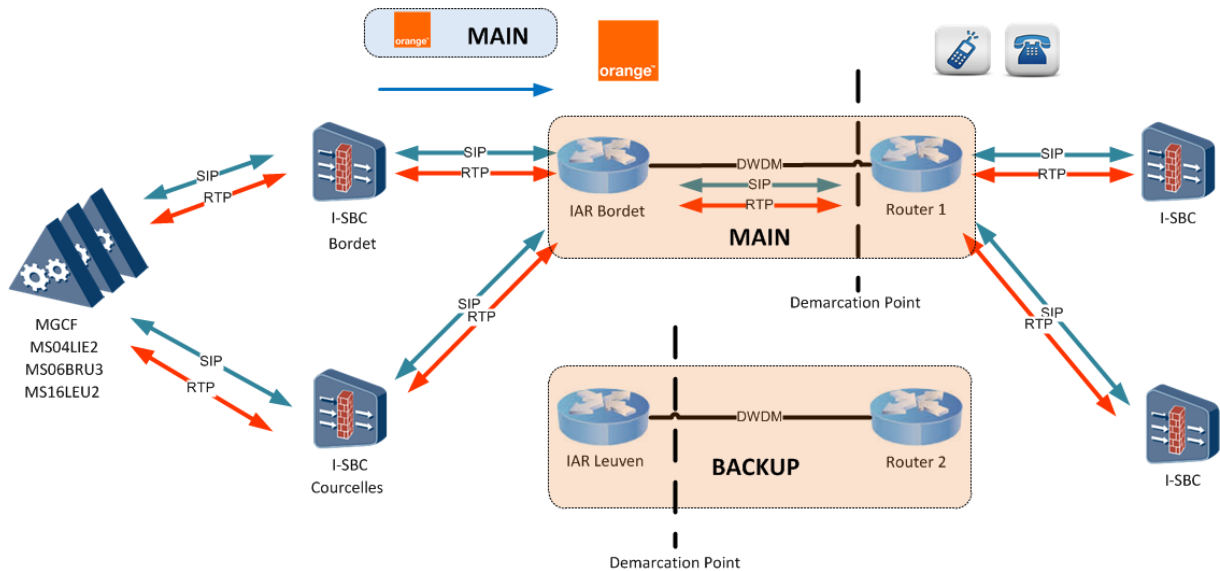 orange™ MAIN
orange™
SIP
RTP
I-SBC
Bordet
SIP
RTP
IAR Bordet
DWDM
SIP
RTP
Router 1
MAIN
Demarcation Point
SIP
RTP
I-SBC
MGCF
MS04LIE2
MS06BRU3
MS16LEU2
SIP
RTP
I-SBC
Courcelles
SIP
RTP
IAR Leuven
DWDM
Router 2
BACKUP
Demarcation Point
SIP
RTP
I-SBC